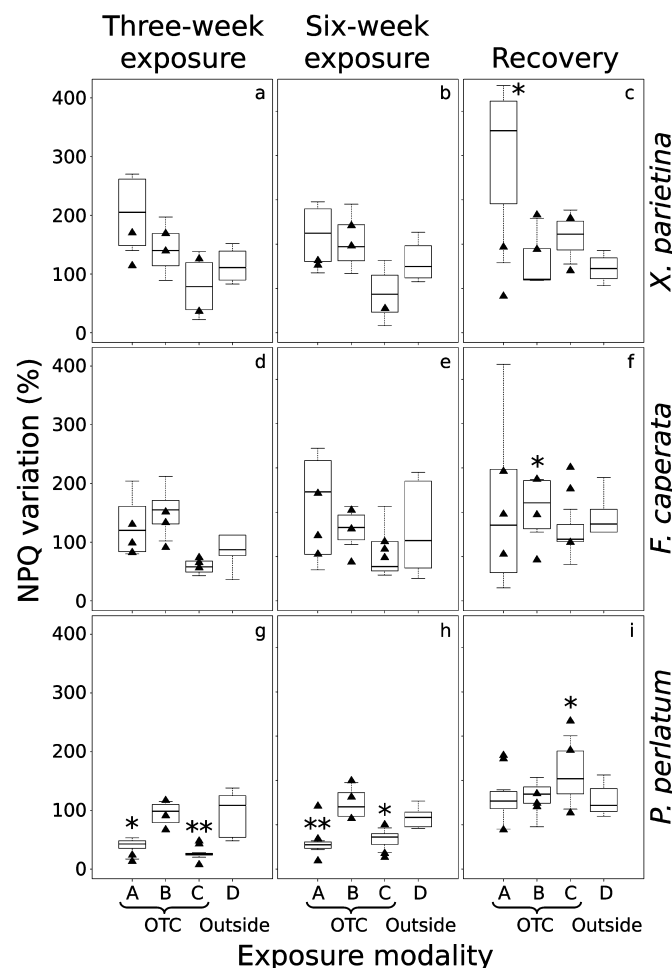 Three-week Six-week
exposure exposure Recovery
400 a b * c
300
200
100
0
X. parietina
400 d e f
300
200 *
100
0
F. caperata
400 g h i
300 *
200
100 * ** ** *
0
P. perlatum
NPQ variation (%)
A B C D A B C D A B C D
OTC Outside OTC Outside OTC Outside
Exposure modality